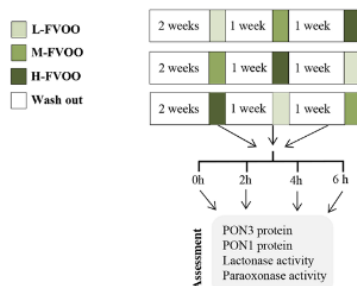 L-FVOO
M-FVOO
H-FVOO
Wash out
2 weeks 1 week 1 week
2 weeks 1 week 1 week
2 weeks 1 week 1 week
0h 2h 4h 6 h
Assessment
PON3 protein
PON1 protein
Lactonase activity
Paraoxonase activity